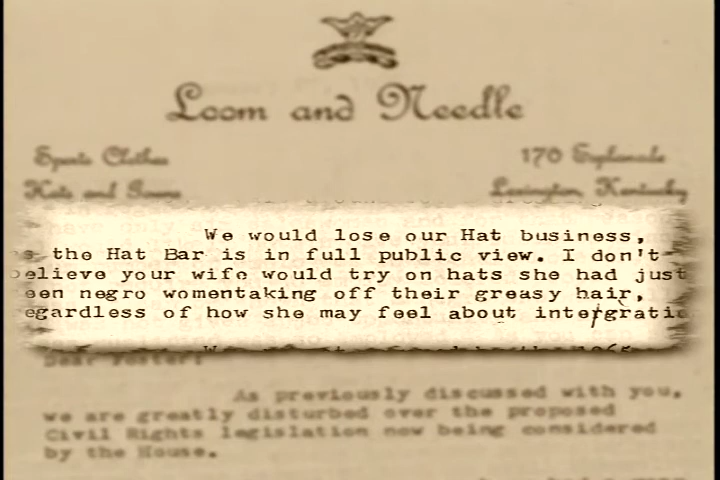 Loom and Needle
Sports Clothes
Hats and Gowns
170 Esplanade
Lexington, Kentucky
We would lose our Hat business,
s the Hat Bar is in full public view. I don't
elieve your wife would try on hats she had just
een negro womentaking off their greasy hair,
egardless of how she may feel about intergratio
Dear Foster:
As previously discussed with you,
we are greatly disturbed over the proposed
Civil Rights legislation now being considered
by the House.